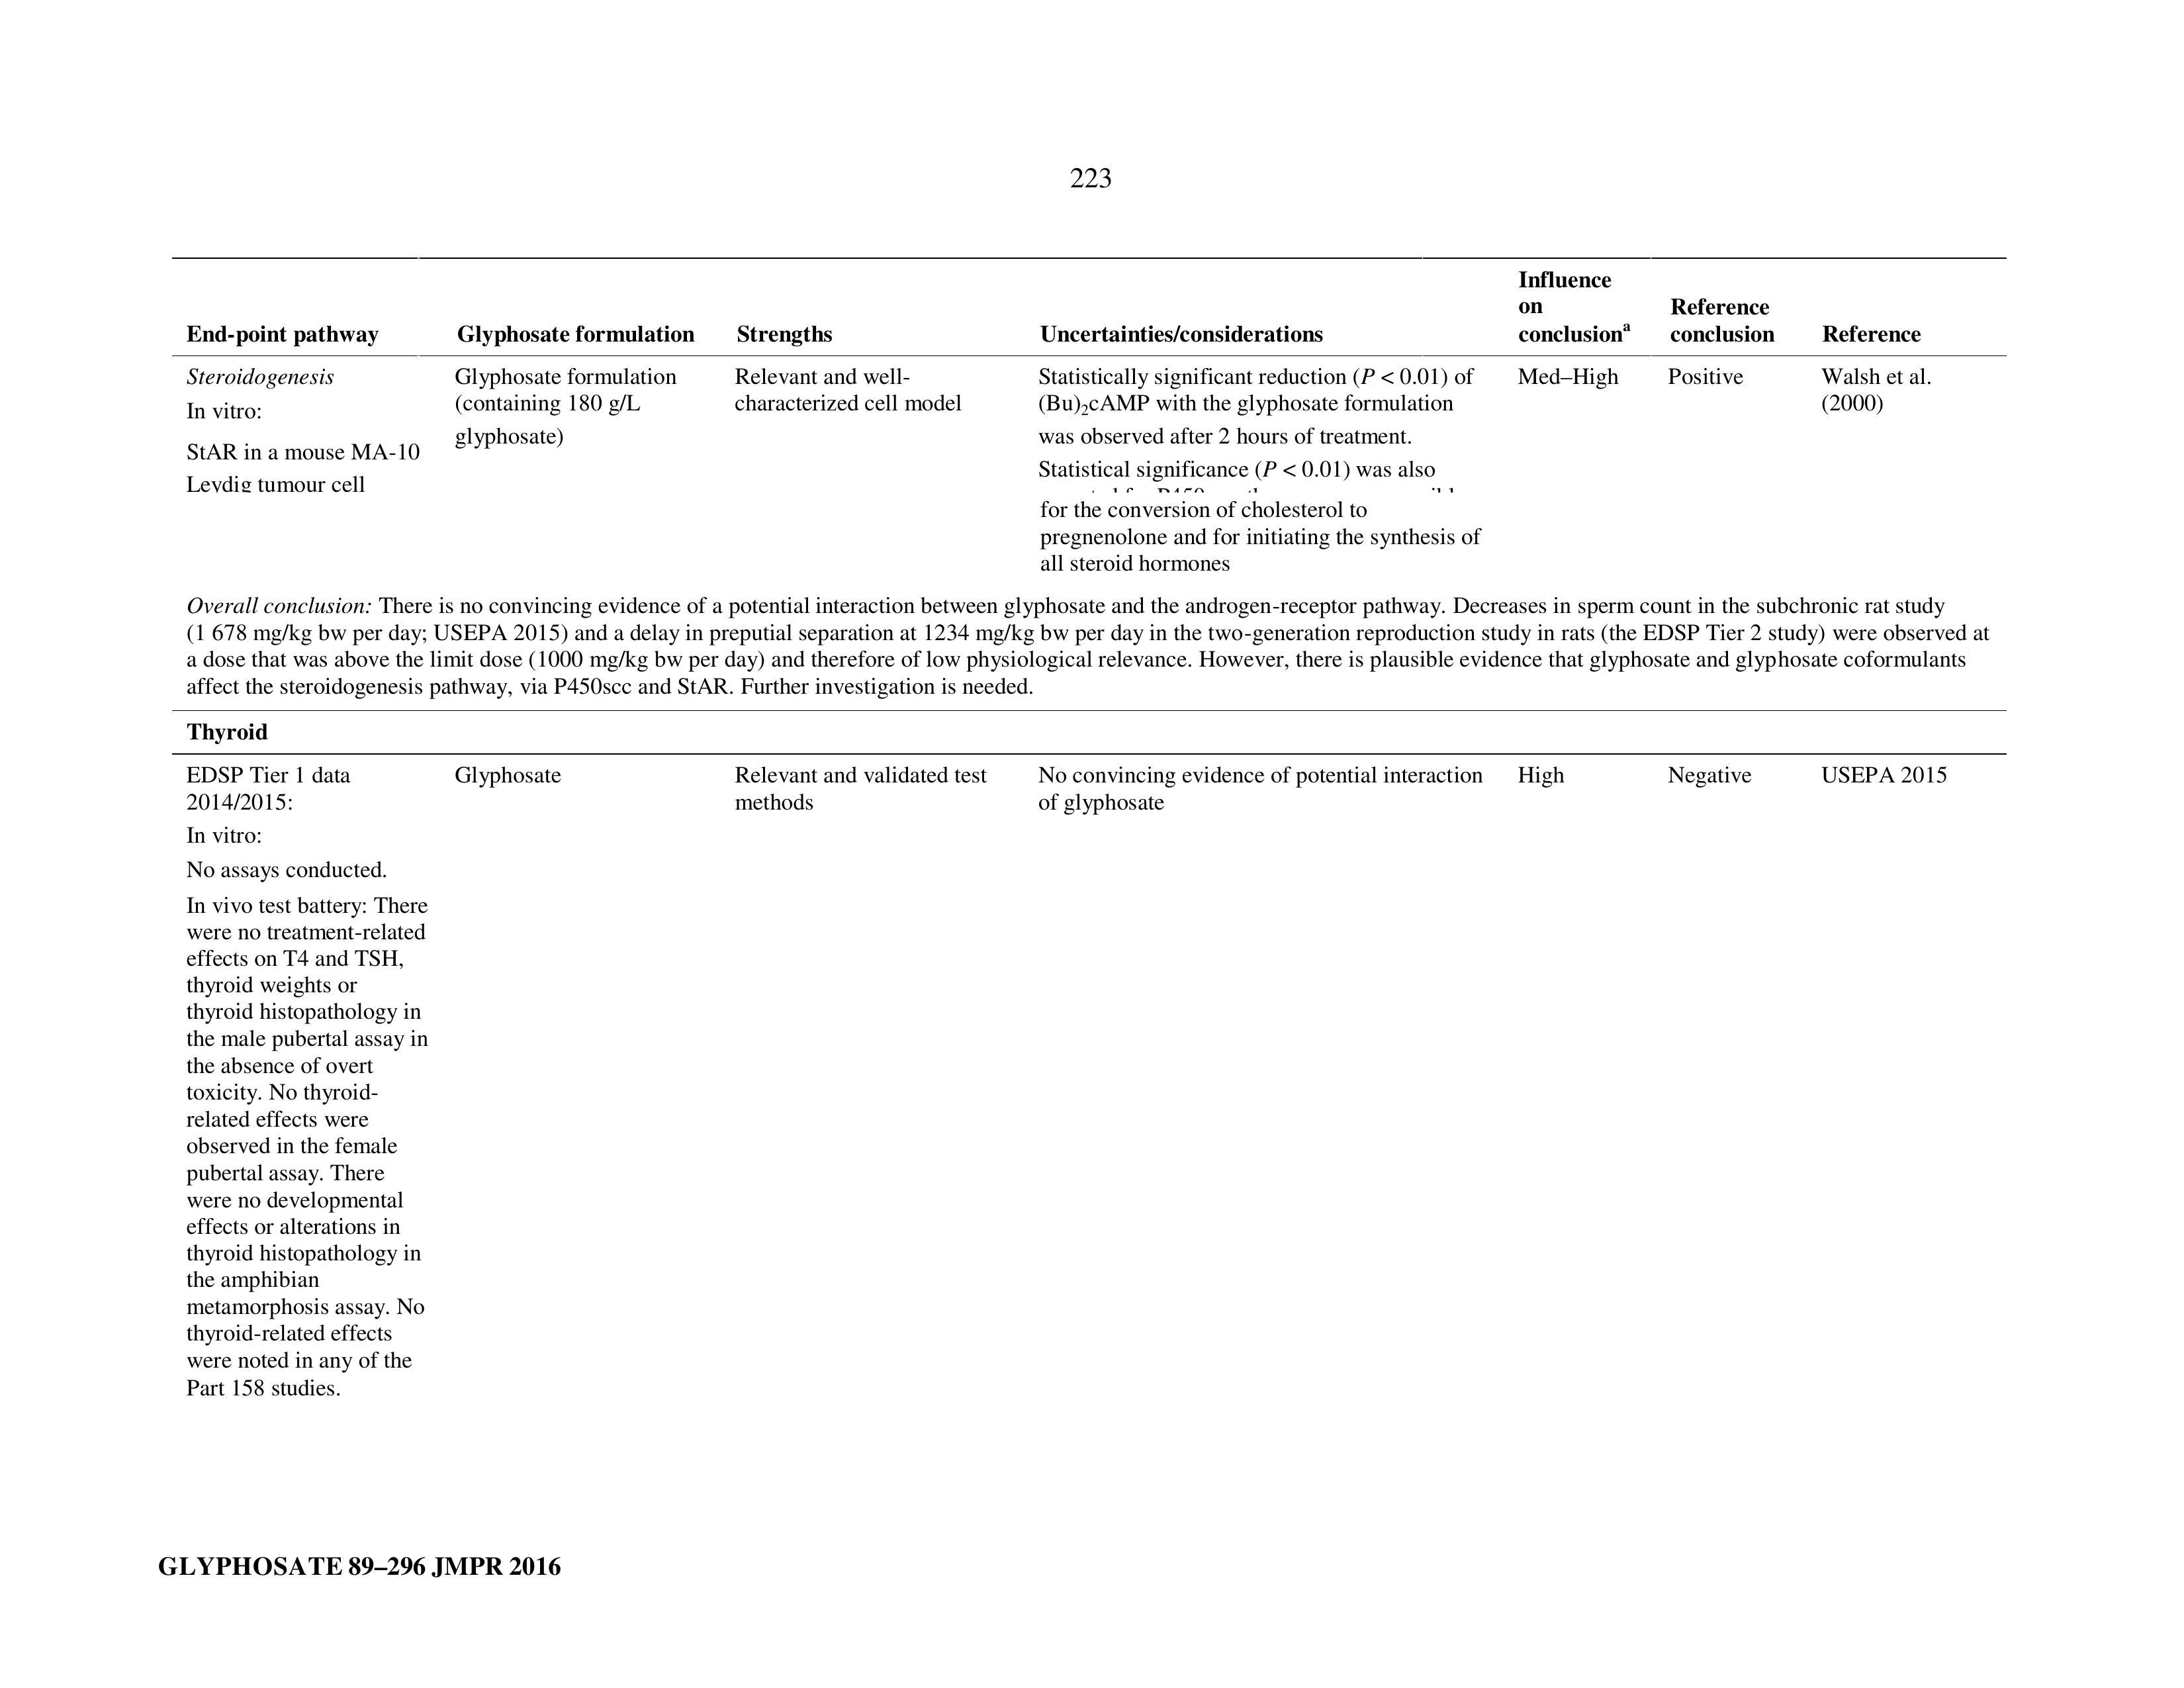 223
Influence
on
conclusionᵃ
Reference
conclusion
End-point pathway Glyphosate formulation Strengths Uncertainties/considerations Reference
Steroidogenesis
In vitro:
StAR in a mouse MA-10
Leydig tumour cell
Glyphosate formulation
(containing 180 g/L
glyphosate)
Relevant and well-
characterized cell model
Statistically significant reduction (P < 0.01) of
(Bu)₂cAMP with the glyphosate formulation
was observed after 2 hours of treatment.
Statistical significance (P < 0.01) was also
for the conversion of cholesterol to
pregnenolone and for initiating the synthesis of
all steroid hormones
Med–High
Positive
Walsh et al.
(2000)
Overall conclusion: There is no convincing evidence of a potential interaction between glyphosate and the androgen-receptor pathway. Decreases in sperm count in the subchronic rat study
(1 678 mg/kg bw per day; USEPA 2015) and a delay in preputial separation at 1234 mg/kg bw per day in the two-generation reproduction study in rats (the EDSP Tier 2 study) were observed at
a dose that was above the limit dose (1000 mg/kg bw per day) and therefore of low physiological relevance. However, there is plausible evidence that glyphosate and glyphosate coformulants
affect the steroidogenesis pathway, via P450scc and StAR. Further investigation is needed.
Thyroid
EDSP Tier 1 data
2014/2015:
In vitro:
No assays conducted.
In vivo test battery: There
were no treatment-related
effects on T4 and TSH,
thyroid weights or
thyroid histopathology in
the male pubertal assay in
the absence of overt
toxicity. No thyroid-
related effects were
observed in the female
pubertal assay. There
were no developmental
effects or alterations in
thyroid histopathology in
the amphibian
metamorphosis assay. No
thyroid-related effects
were noted in any of the
Part 158 studies.
Glyphosate
Relevant and validated test
methods
No convincing evidence of potential interaction
of glyphosate
High
Negative
USEPA 2015
GLYPHOSATE 89–296 JMPR 2016